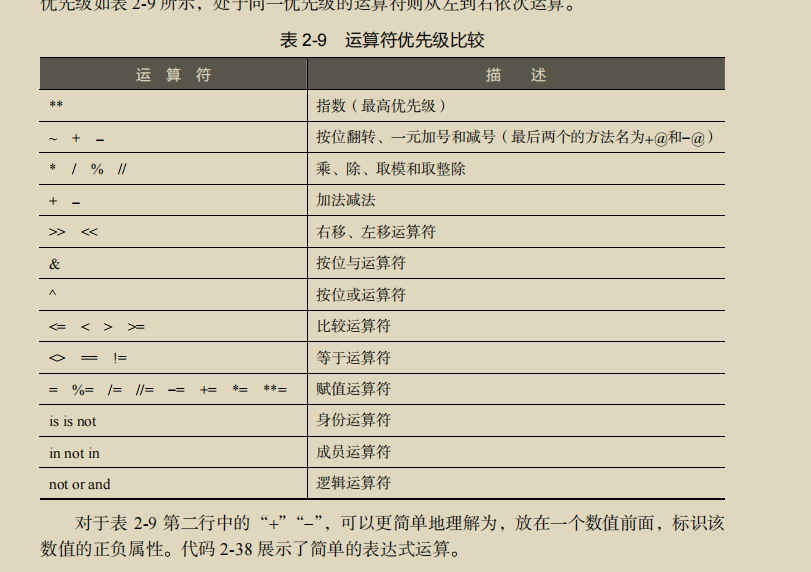 优先级如表 2-9 所示，处于同一优先级的运算符则从左到右依次运算。
表 2-9 运算符优先级比较
运 算 符 描 述
** 指数（最高优先级）
~ + − 按位翻转、一元加号和减号（最后两个的方法名为+@和−@）
* / % // 乘、除、取模和取整除
+ − 加法减法
>> << 右移、左移运算符
& 按位与运算符
^ 按位或运算符
<= < > >= 比较运算符
<> == != 等于运算符
= %= /= //= −= += *= **= 赋值运算符
is is not 身份运算符
in not in 成员运算符
not or and 逻辑运算符
对于表 2-9 第二行中的“+”“−”，可以更简单地理解为，放在一个数值前面，标识该
数值的正负属性。代码 2-38 展示了简单的表达式运算。